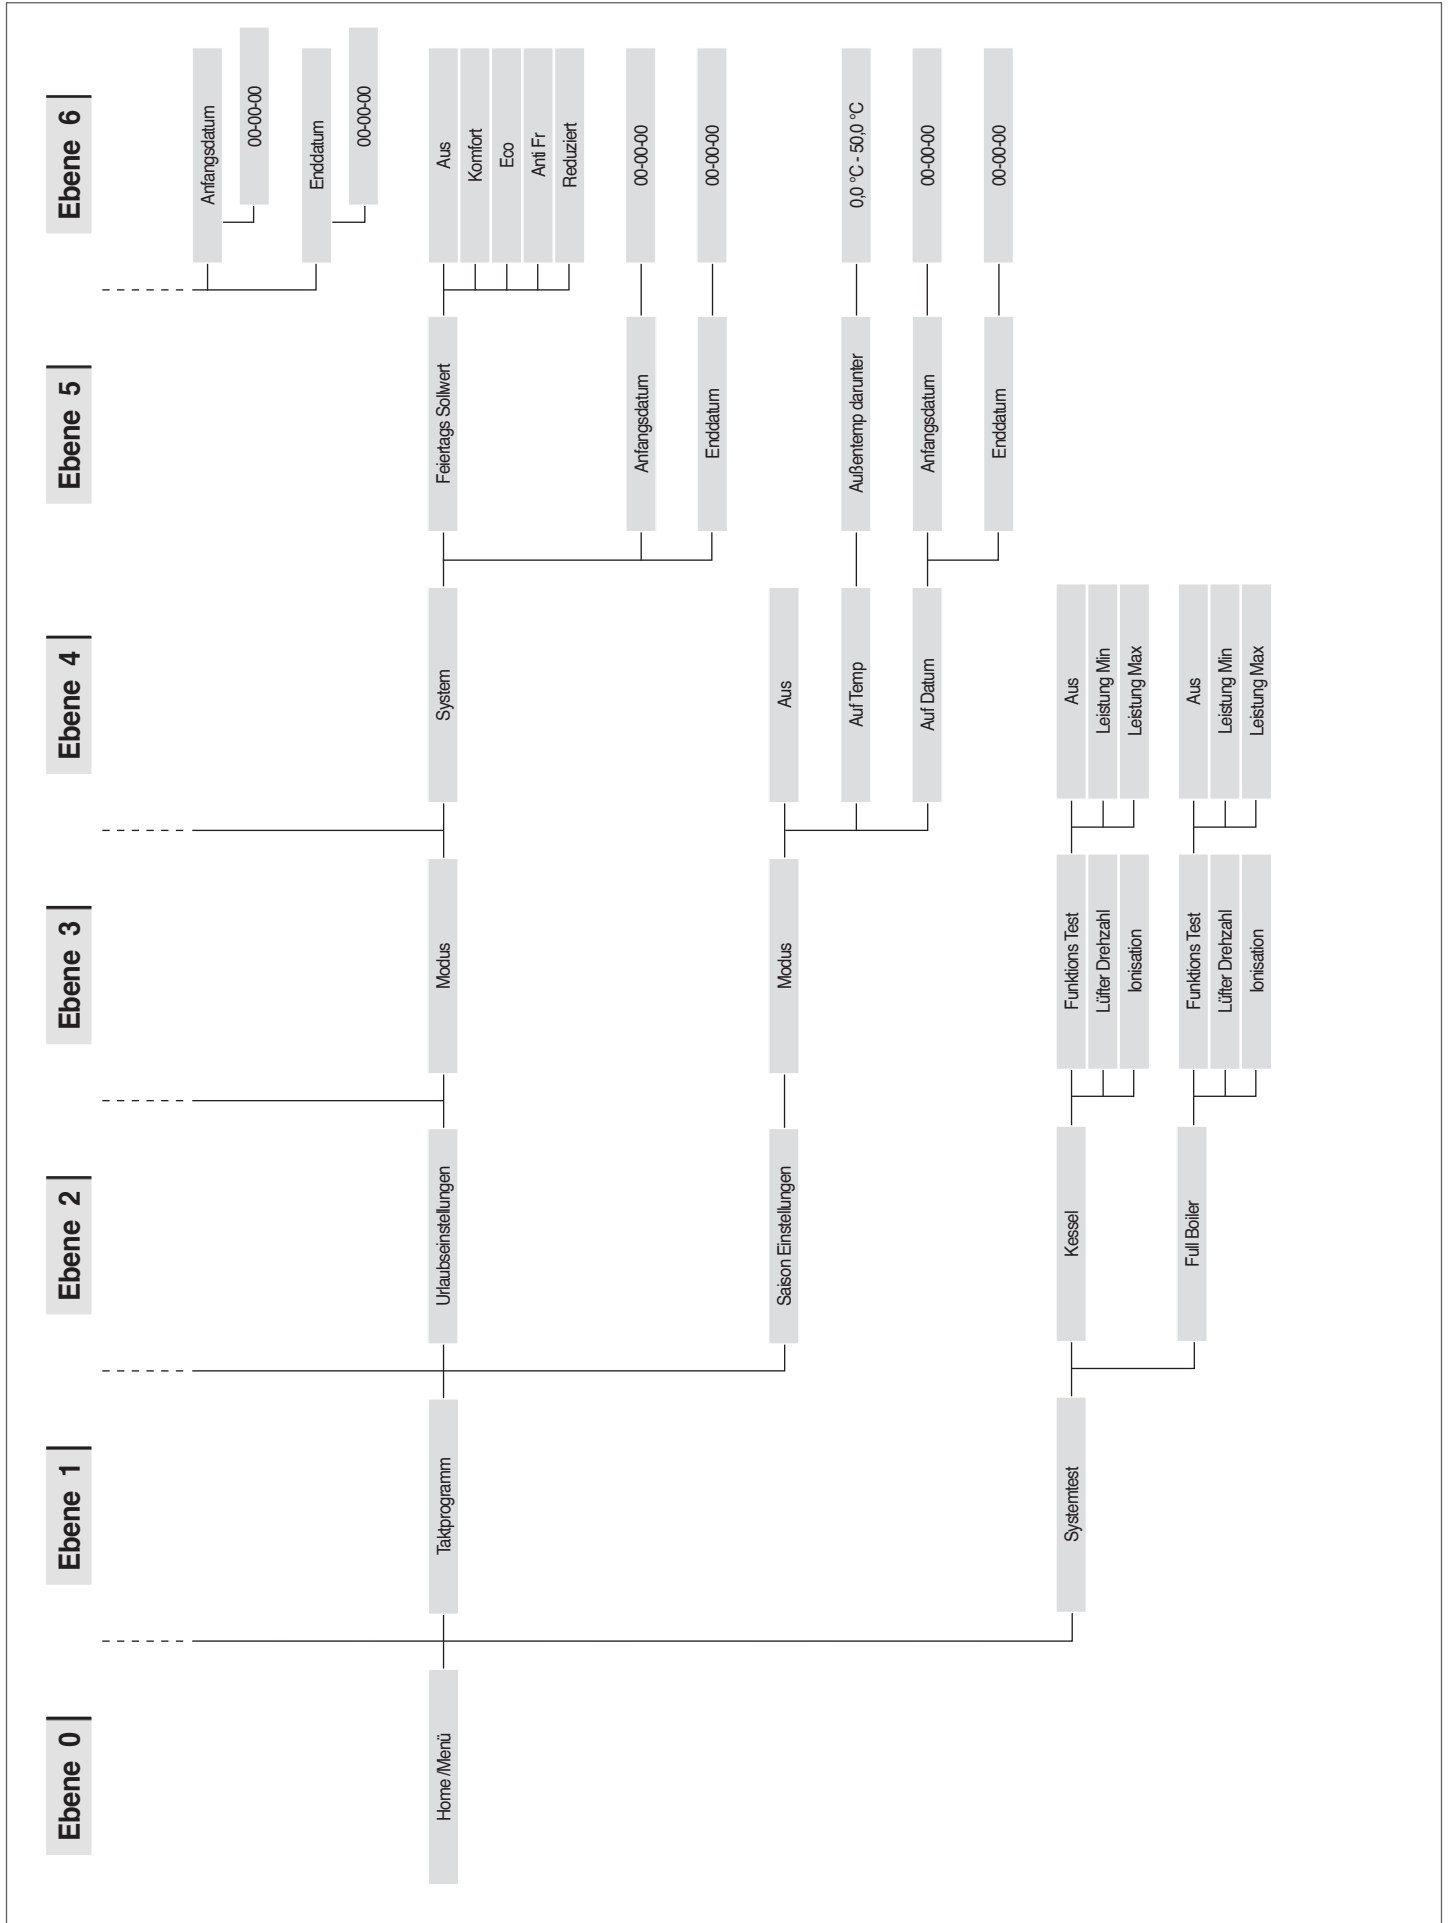 Ebene 0
Ebene 1
Ebene 2
Ebene 3
Ebene 4
Ebene 5
Ebene 6
Anfangsdatum
00-00-00
Enddatum
00-00-00
Home /Menü
Taktprogramm
Urlaubseinstellungen
Modus
System
Feiertags Sollwert
Aus
Komfort
Eco
Anti Fr
Reduziert
Anfangsdatum
00-00-00
Enddatum
00-00-00
Saison Einstellungen
Modus
Aus
Auf Temp
Außentemp darunter
0,0 °C - 50,0 °C
Auf Datum
Anfangsdatum
00-00-00
Enddatum
00-00-00
Systemtest
Kessel
Funktions Test
Aus
Lüfter Drehzahl
Leistung Min
Ionisation
Leistung Max
Full Boiler
Funktions Test
Aus
Lüfter Drehzahl
Leistung Min
Ionisation
Leistung Max